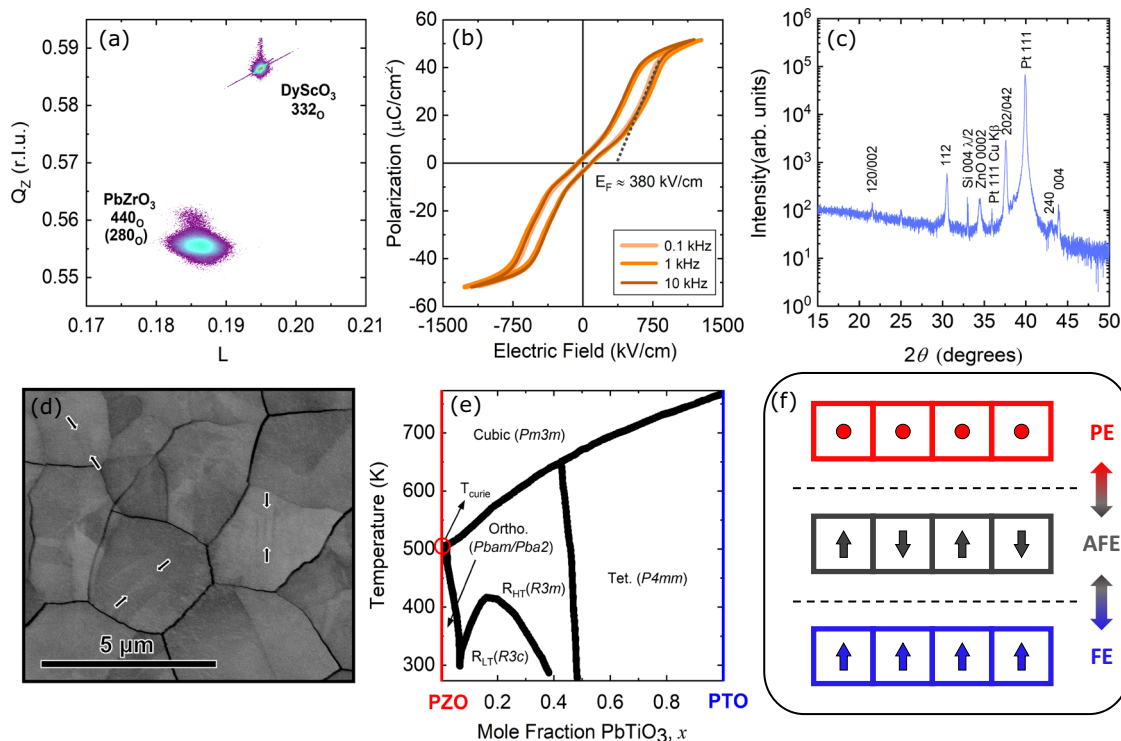 (a)
0.59
0.58
0.57
0.56
0.55
Q_Z (r.l.u.)
DyScO₃
332_O
PbZrO₃
440_O
(280_O)
0.17 0.18 0.19 0.20 0.21
L
(b)
60
40
20
0
-20
-40
-60
Polarization (μC/cm²)
E_F ≈ 380 kV/cm
0.1 kHz
1 kHz
10 kHz
-1500 -750 0 750 1500
Electric Field (kV/cm)
(c)
10⁶
10⁵
10⁴
10³
10²
10¹
10⁰
Intensity(arb. units)
120/002
112
Si 004 λ/2
ZnO 0002
Pt 111 Cu Kβ
202/042
Pt 111
240
004
15 20 25 30 35 40 45 50
2θ (degrees)
(d)
5 μm
(e)
700
600
500
400
300
Temperature (K)
Cubic (Pm3m)
T_curie
Ortho.
(Pbam/Pba2)
R_HT(R3m)
Tet. (P4mm)
R_LT(R3c)
PZO 0.2 0.4 0.6 0.8 PTO
Mole Fraction PbTiO₃, x
(f)
PE
AFE
FE